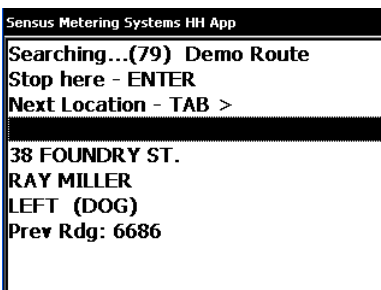 Sensus Metering Systems HH App
Searching...(79) Demo Route
Stop here - ENTER
Next Location - TAB >
38 FOUNDRY ST.
RAY MILLER
LEFT (DOG)
Prev Rdg: 6686